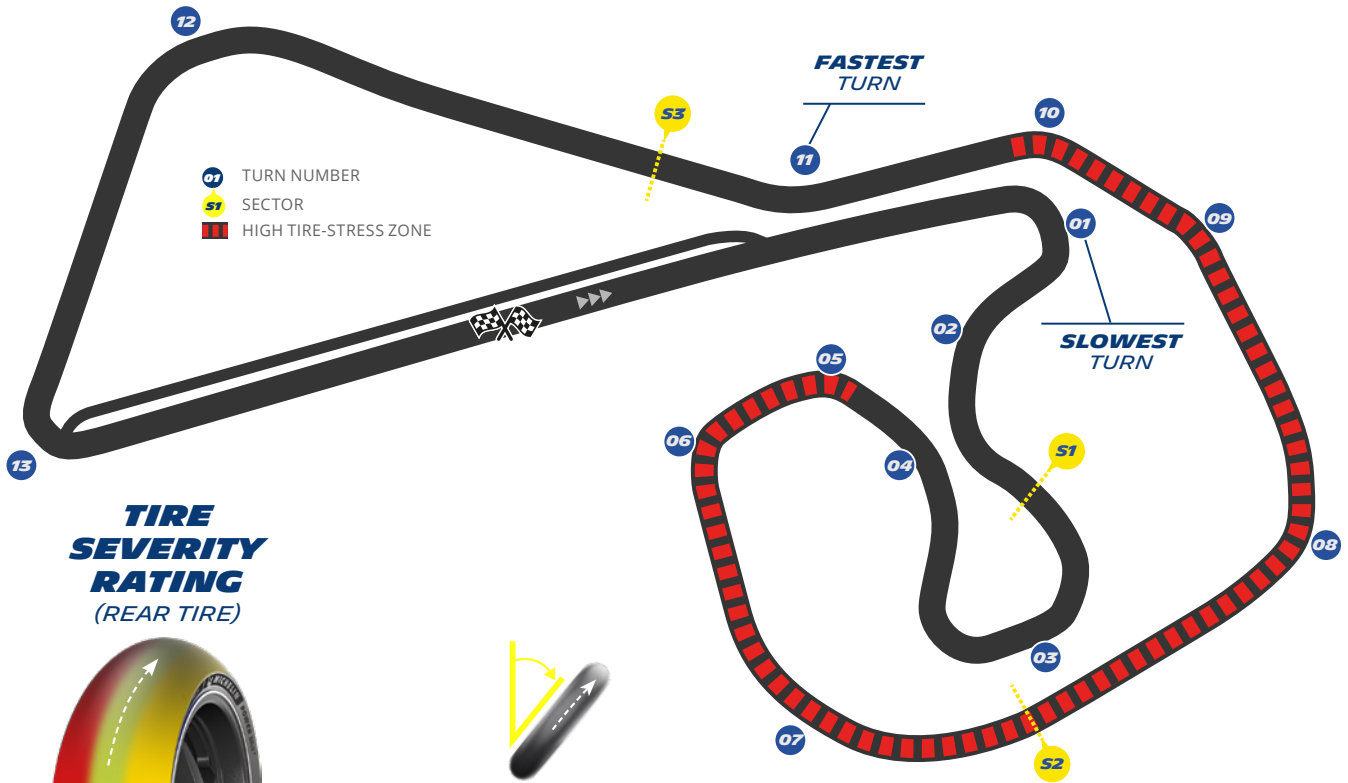 12
FASTEST
TURN
S3
10
11
01 TURN NUMBER
S1 SECTOR
HIGH TIRE-STRESS ZONE
09
01
02
SLOWEST
TURN
05
06
S1
04
13
TIRE
SEVERITY
RATING
(REAR TIRE)
08
03
07
S2
MICHELIN